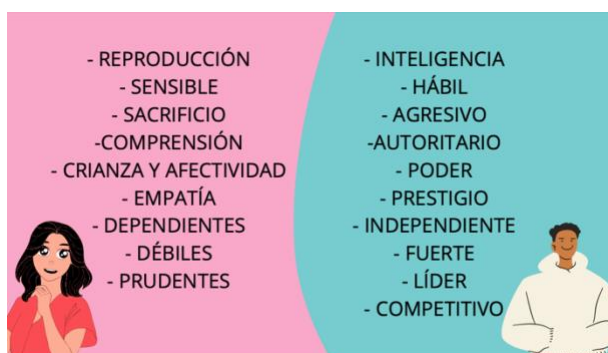 - REPRODUCCIÓN
- SENSIBLE
- SACRIFICIO
-COMPRENSIÓN
- CRIANZA Y AFECTIVIDAD
- EMPATÍA
- DEPENDIENTES
- DÉBILES
- PRUDENTES
- INTELIGENCIA
- HÁBIL
- AGRESIVO
-AUTORITARIO
- PODER
- PRESTIGIO
- INDEPENDIENTE
- FUERTE
- LÍDER
- COMPETITIVO